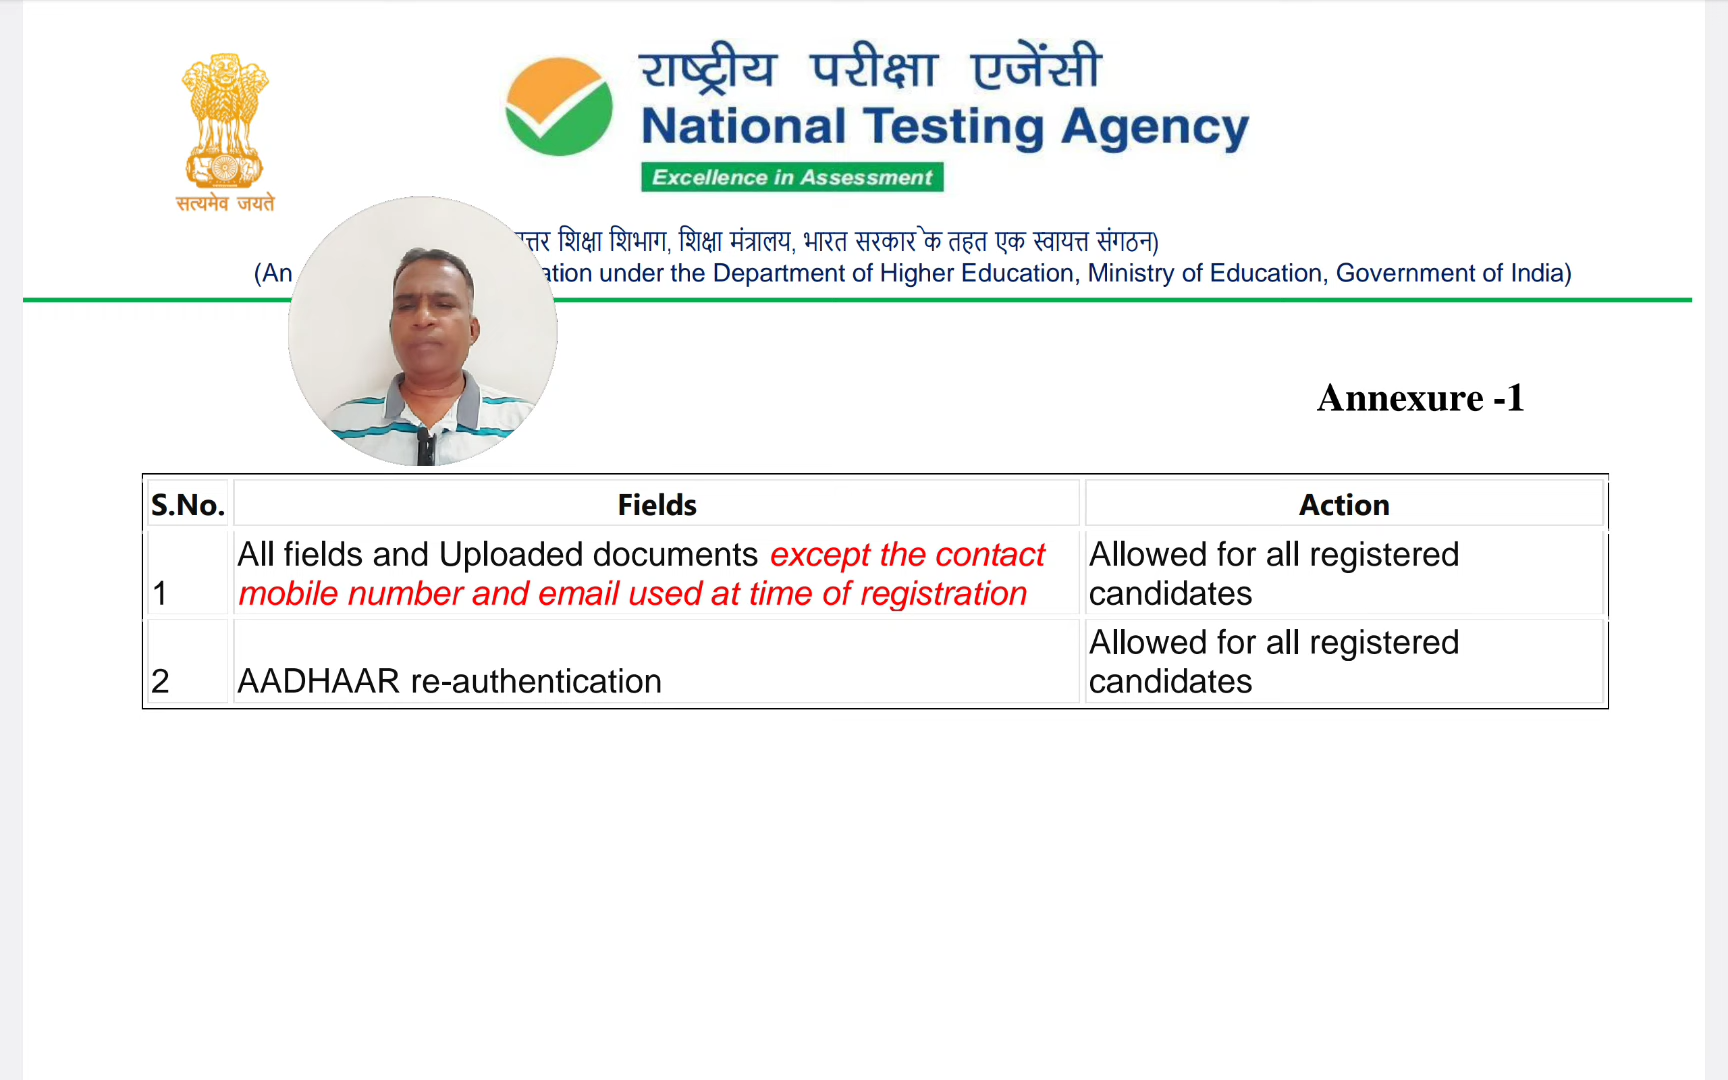 राष्ट्रीय परीक्षा एजेंसी
National Testing Agency
Excellence in Assessment
सत्यमेव जयते
शिक्षा शिभाग, शिक्षा मंत्रालय, भारत सरकार के तहत एक स्वायत्त संगठन)
(An under the Department of Higher Education, Ministry of Education, Government of India)
Annexure -1
S.No. Fields Action
All fields and Uploaded documents except the contact Allowed for all registered
1 mobile number and email used at time of registration candidates
Allowed for all registered
2 AADHAAR re-authentication candidates